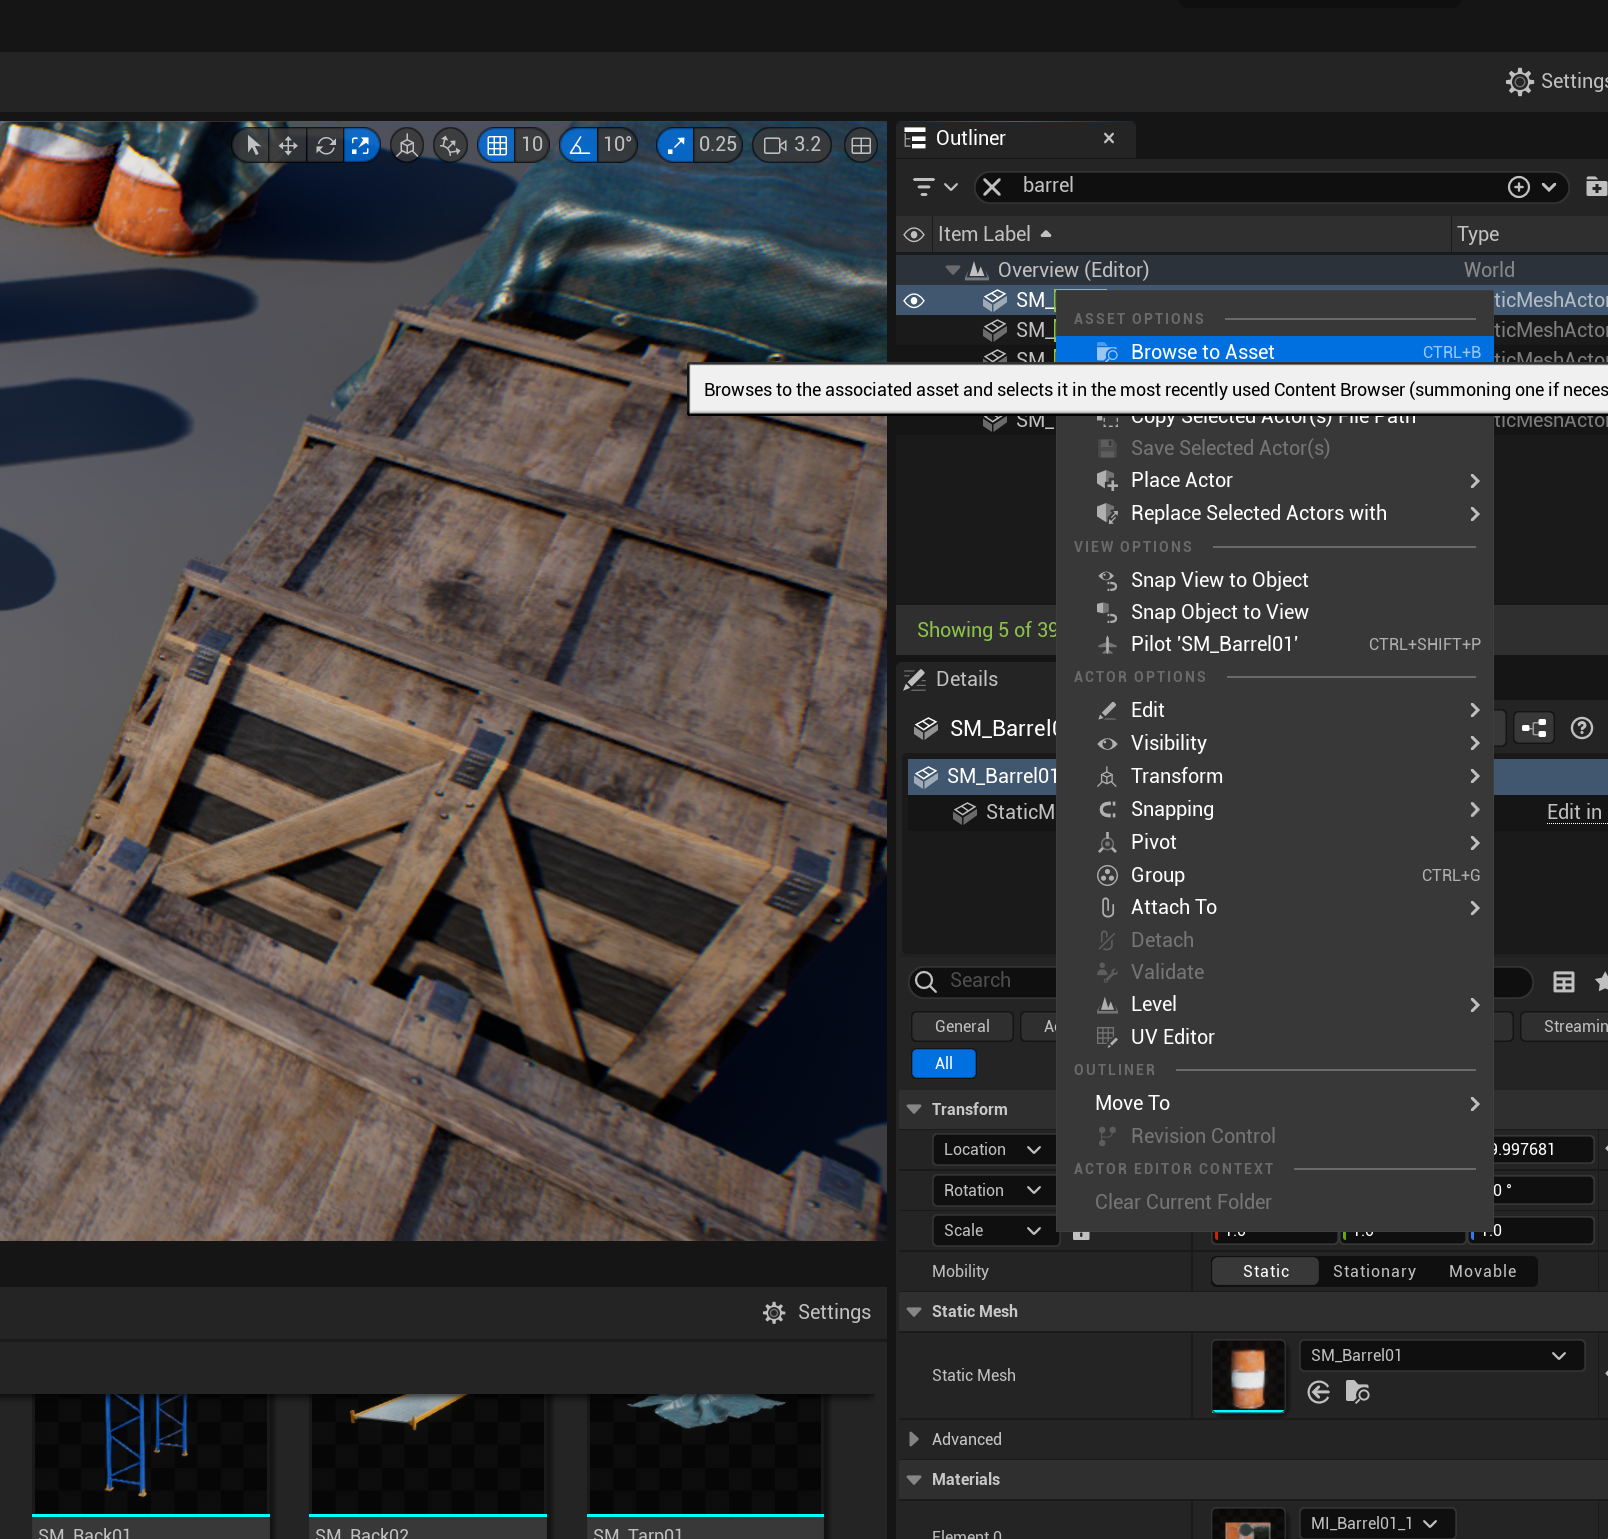 Settings
10
10°
0.25
3.2
Outliner
barrel
Item Label
Type
Overview (Editor)
World
SM_
ticMeshActor
SM_
ticMeshActor
SM_
ASSET OPTIONS
Browse to Asset
CTRL+B
Browses to the associated asset and selects it in the most recently used Content Browser (summoning one if neces
Copy Selected Actor(s) File Path
SM_
ticMeshActor
Save Selected Actor(s)
Place Actor
Replace Selected Actors with
VIEW OPTIONS
Snap View to Object
Snap Object to View
Showing 5 of 39
Pilot 'SM_Barrel01'
CTRL+SHIFT+P
Details
ACTOR OPTIONS
Edit
SM_Barrel0
Visibility
SM_Barrel01
Transform
StaticM
Snapping
Edit in
Pivot
Group
CTRL+G
Attach To
Detach
Validate
Search
Level
General
Streamin
UV Editor
All
OUTLINER
Move To
Transform
Revision Control
Location
9.997681
ACTOR EDITOR CONTEXT
Rotation
0 °
Clear Current Folder
Scale
1.0
1.0
1.0
Mobility
Static
Stationary
Movable
Settings
Static Mesh
Static Mesh
SM_Barrel01
Advanced
Materials
Element 0
MI_Barrel01_1
SM_Rack01
SM_Rack02
SM_Tarp01